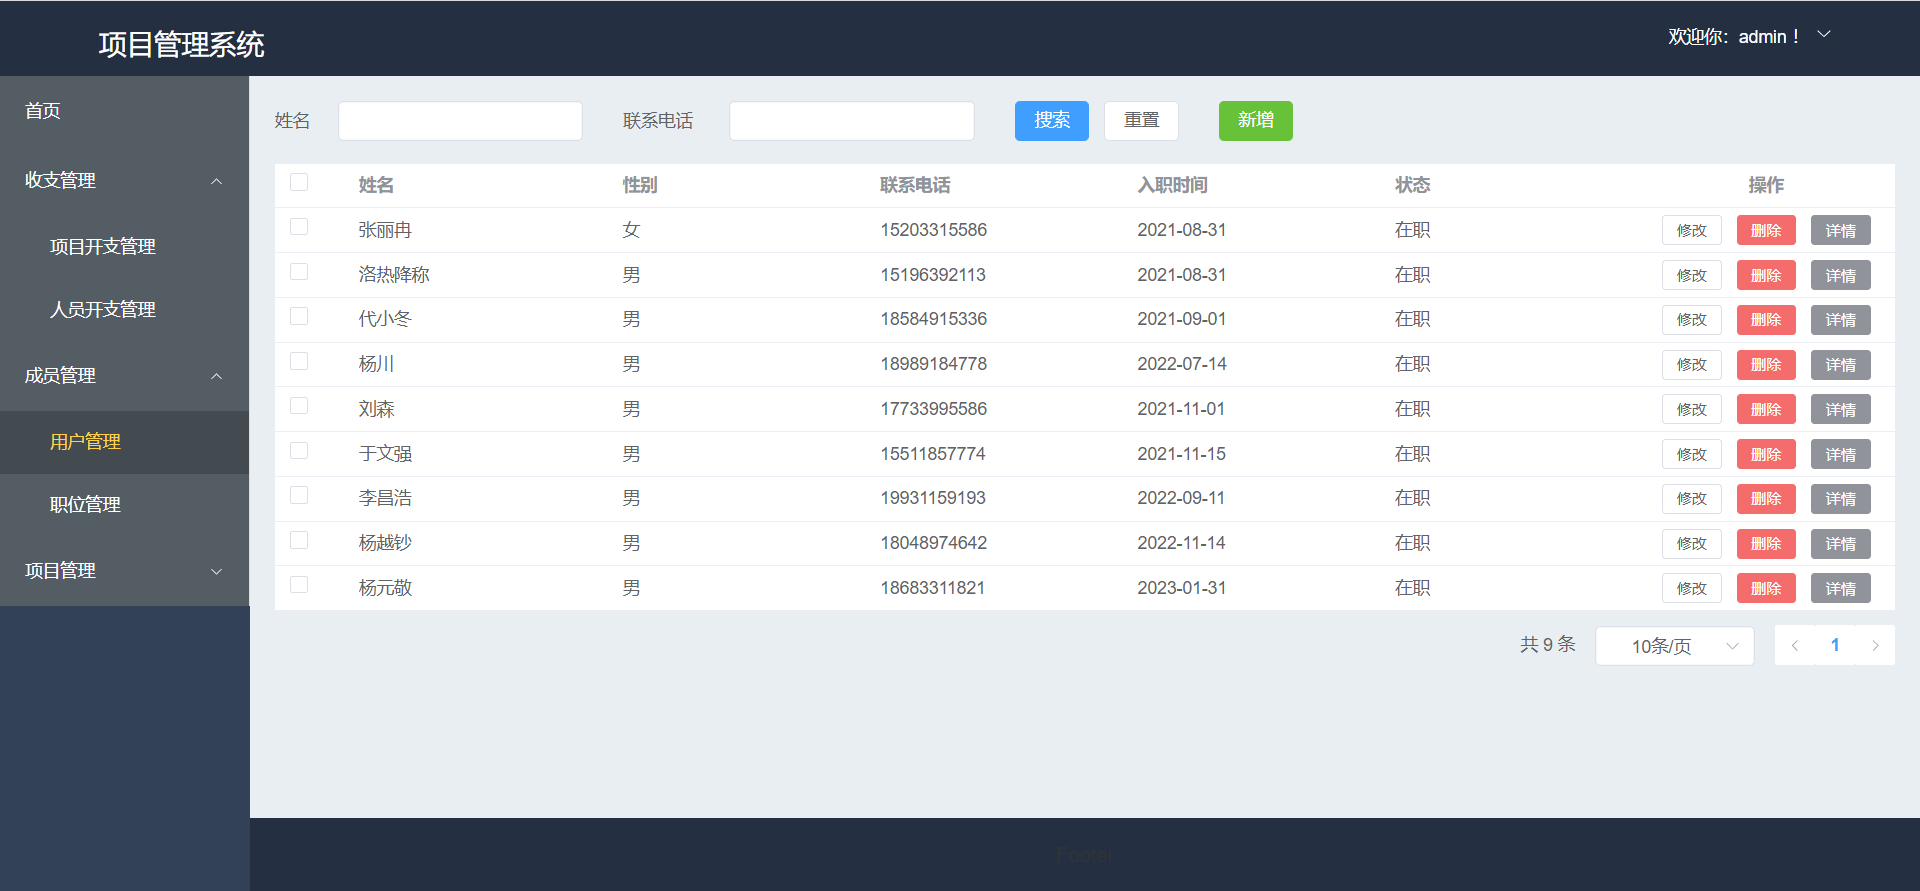 项目管理系统
欢迎你：admin！
首页
收支管理
项目开支管理
人员开支管理
成员管理
用户管理
职位管理
项目管理
姓名 联系电话 搜索 重置 新增
姓名 性别 联系电话 入职时间 状态 操作
张丽冉 女 15203315586 2021-08-31 在职 修改 删除 详情
洛热降称 男 15196392113 2021-08-31 在职 修改 删除 详情
代小冬 男 18584915336 2021-09-01 在职 修改 删除 详情
杨川 男 18989184778 2022-07-14 在职 修改 删除 详情
刘森 男 17733995586 2021-11-01 在职 修改 删除 详情
于文强 男 15511857774 2021-11-15 在职 修改 删除 详情
李昌浩 男 19931159193 2022-09-11 在职 修改 删除 详情
杨越钞 男 18048974642 2022-11-14 在职 修改 删除 详情
杨元敬 男 18683311821 2023-01-31 在职 修改 删除 详情
共 9 条 10条/页 1
Footer